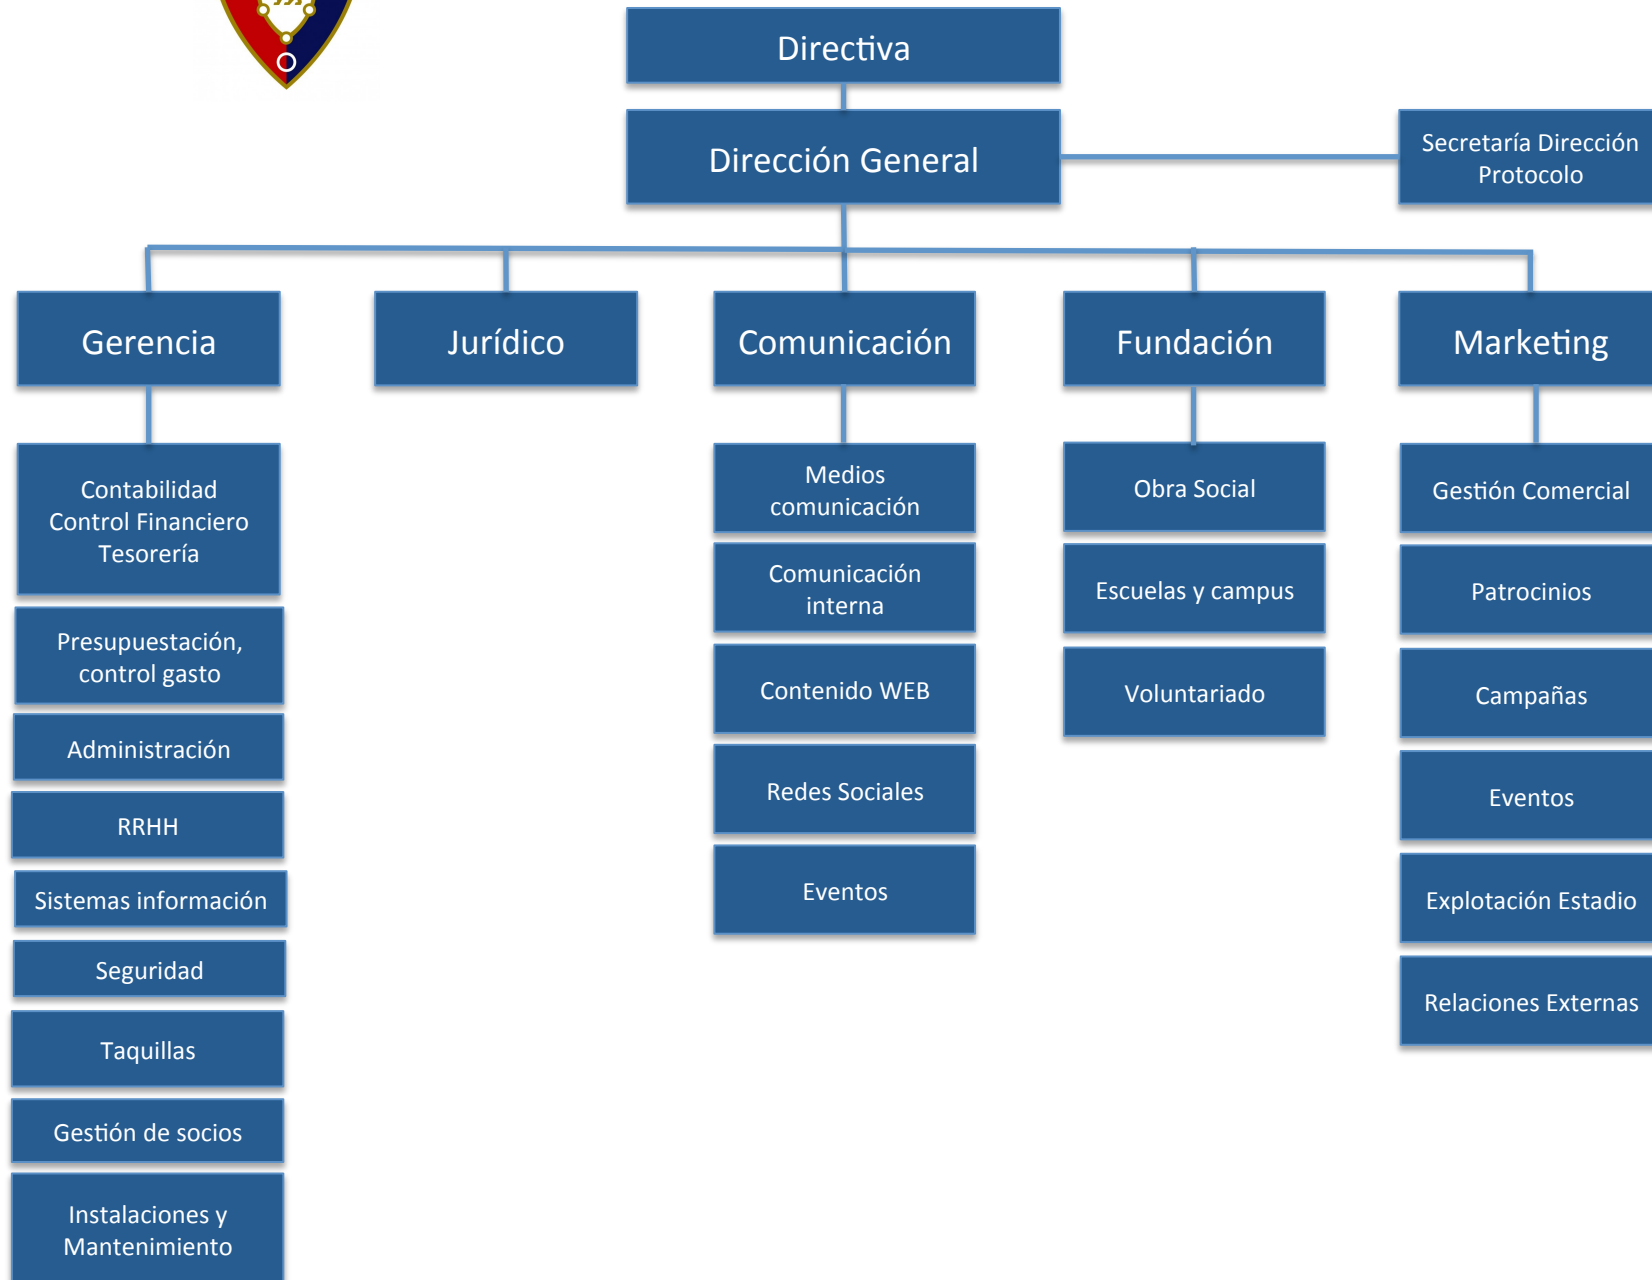 Directiva
Dirección General
Secretaría Dirección
Protocolo
Gerencia
Jurídico
Comunicación
Fundación
Marketing
Contabilidad
Control Financiero
Tesorería
Presupuestación,
control gasto
Administración
RRHH
Sistemas información
Seguridad
Taquillas
Gestión de socios
Instalaciones y
Mantenimiento
Medios
comunicación
Comunicación
interna
Contenido WEB
Redes Sociales
Eventos
Obra Social
Escuelas y campus
Voluntariado
Gestión Comercial
Patrocinios
Campañas
Eventos
Explotación Estadio
Relaciones Externas